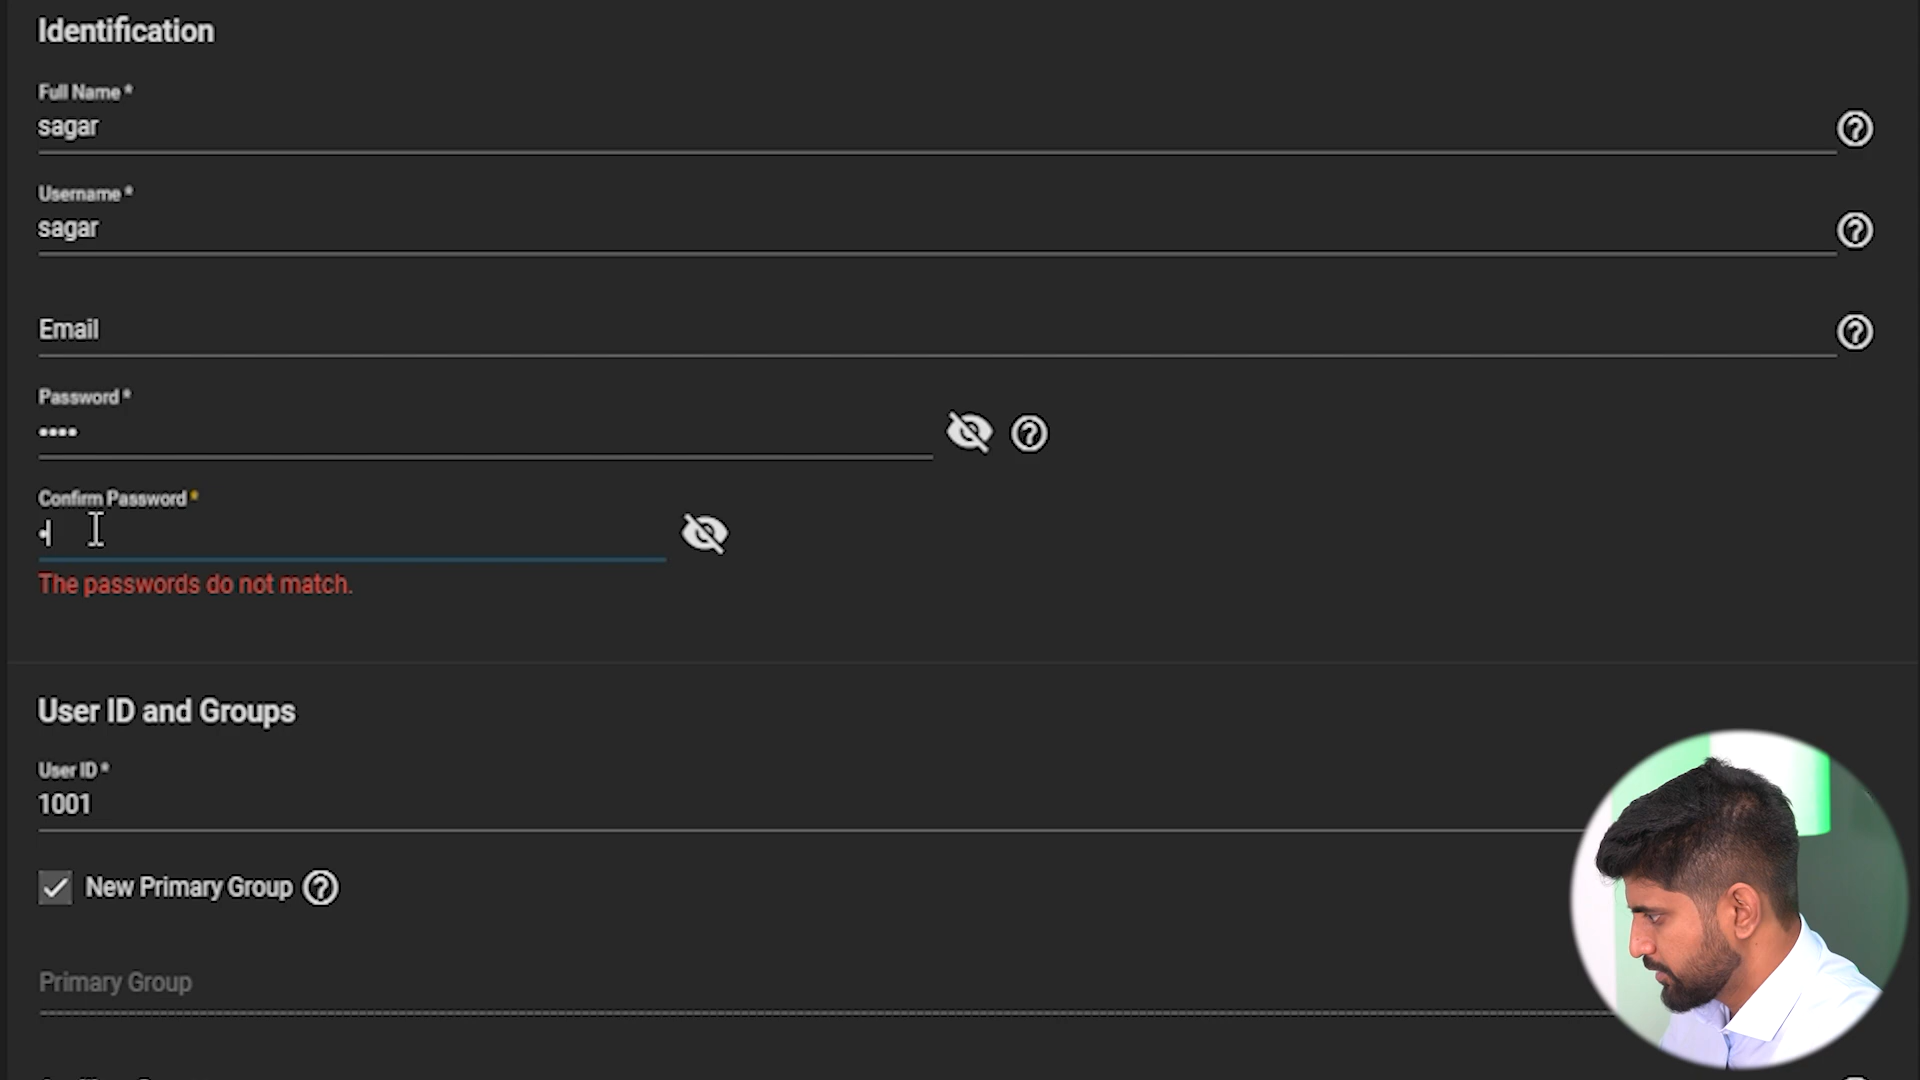 Identification
Full Name *
sagar
Username *
sagar
Email
Password *
••••
Confirm Password *
•
The passwords do not match.
User ID and Groups
User ID *
1001
New Primary Group
Primary Group